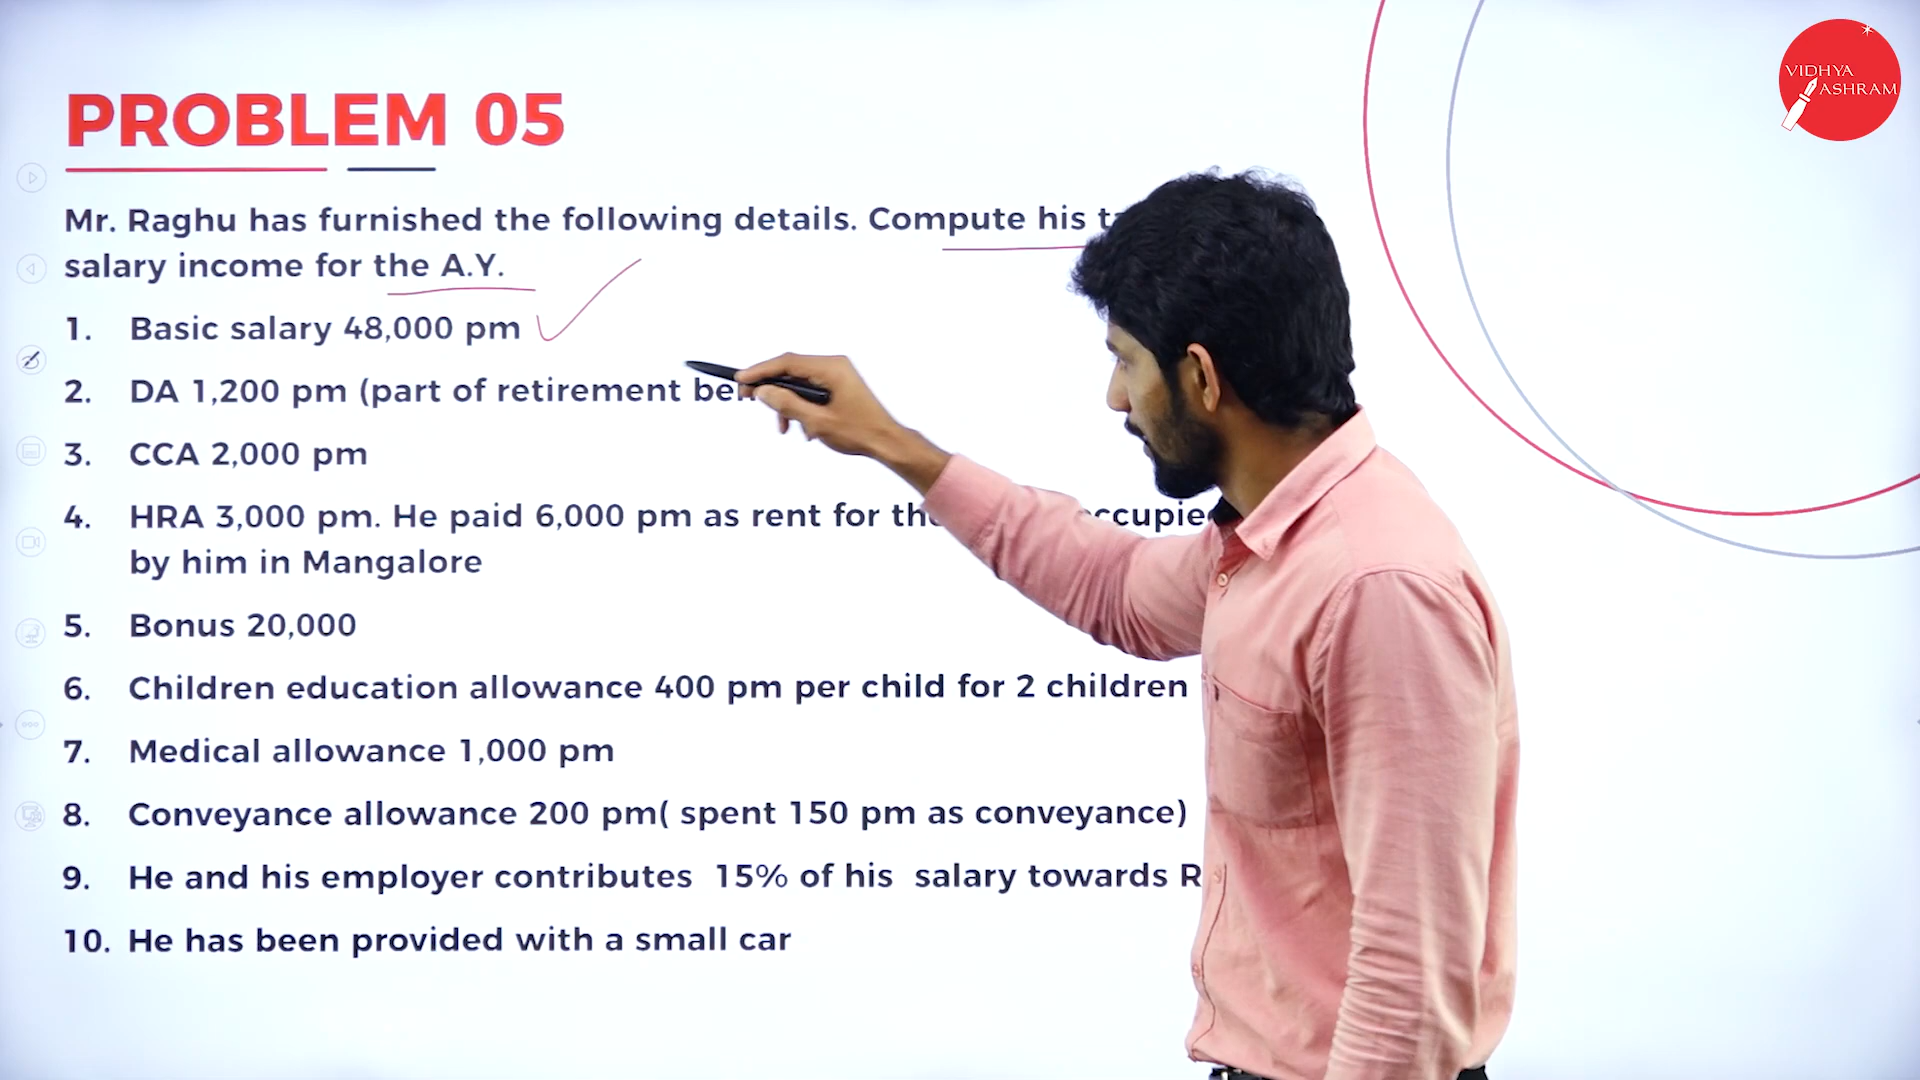 VIDHYA
ASHRAM
PROBLEM 05
Mr. Raghu has furnished the following details. Compute his
salary income for the A.Y.
1. Basic salary 48,000 pm
2. DA 1,200 pm (part of retirement
3. CCA 2,000 pm
4. HRA 3,000 pm. He paid 6,000 pm as rent for
by him in Mangalore
5. Bonus 20,000
6. Children education allowance 400 pm per child for 2 children
7. Medical allowance 1,000 pm
8. Conveyance allowance 200 pm( spent 150 pm as conveyance)
9. He and his employer contributes 15% of his salary towards
10. He has been provided with a small car